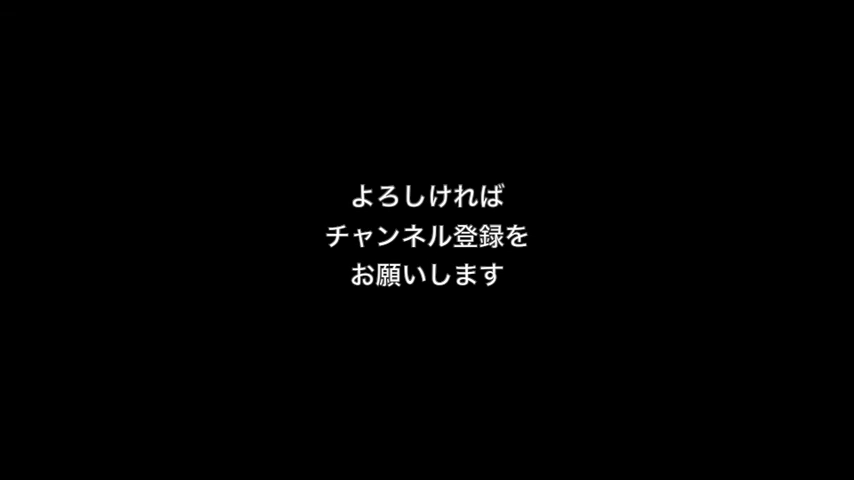 よろしければ
チャンネル登録を
お願いします